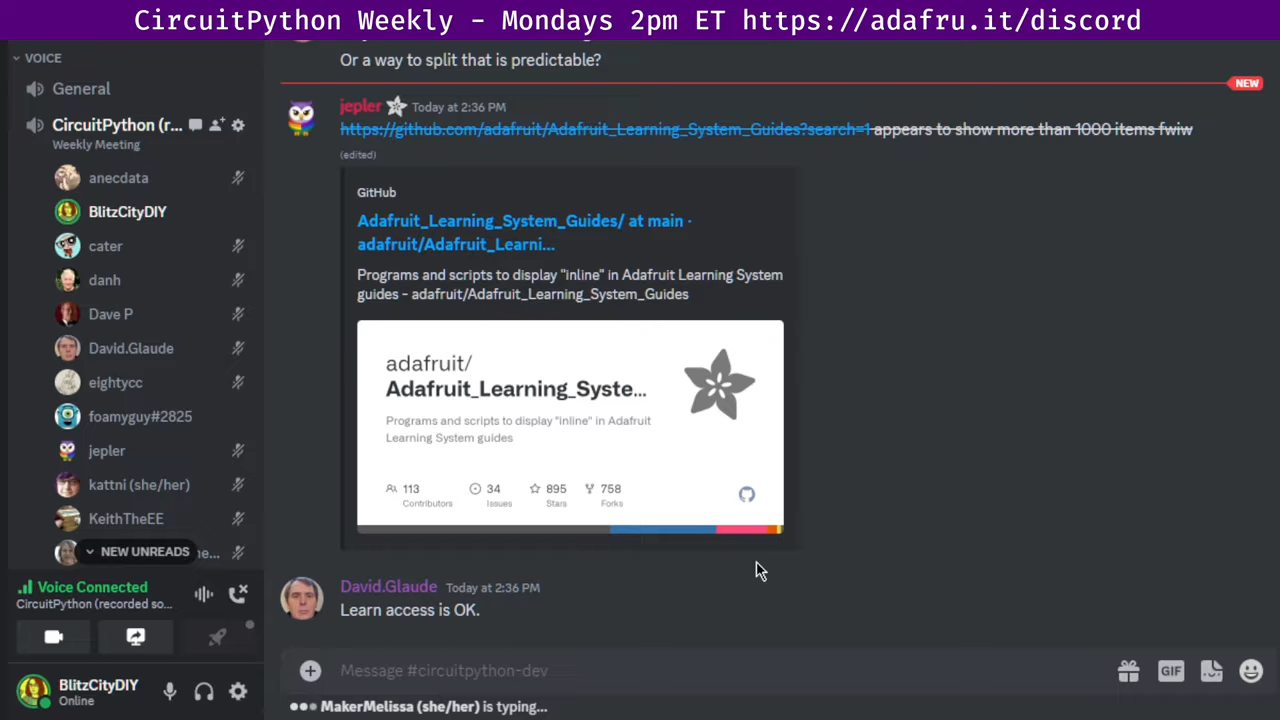 CircuitPython Weekly - Mondays 2pm ET https://adafru.it/discord
VOICE
General
CircuitPython (r...
Weekly Meeting
anecdata
BlitzCityDIY
cater
danh
Dave P
David.Glaude
eightycc
foamyguy#2825
jepler
kattni (she/her)
KeithTheEE
NEW UNREADS
e...
Voice Connected
CircuitPython (recorded so...
BlitzCityDIY
Online
Or a way to split that is predictable?
NEW
jepler Today at 2:36 PM
https://github.com/adafruit/Adafruit_Learning_System_Guides?search=1 appears to show more than 1000 items fwiw
(edited)
GitHub
Adafruit_Learning_System_Guides/ at main ·
adafruit/Adafruit_Learni...
Programs and scripts to display "inline" in Adafruit Learning System
guides - adafruit/Adafruit_Learning_System_Guides
adafruit/
Adafruit_Learning_Syste...
Programs and scripts to display "inline" in Adafruit
Learning System guides
113 34 895 758
Contributors Issues Stars Forks
David.Glaude Today at 2:36 PM
Learn access is OK.
Message #circuitpython-dev
GIF
MakerMelissa (she/her) is typing...